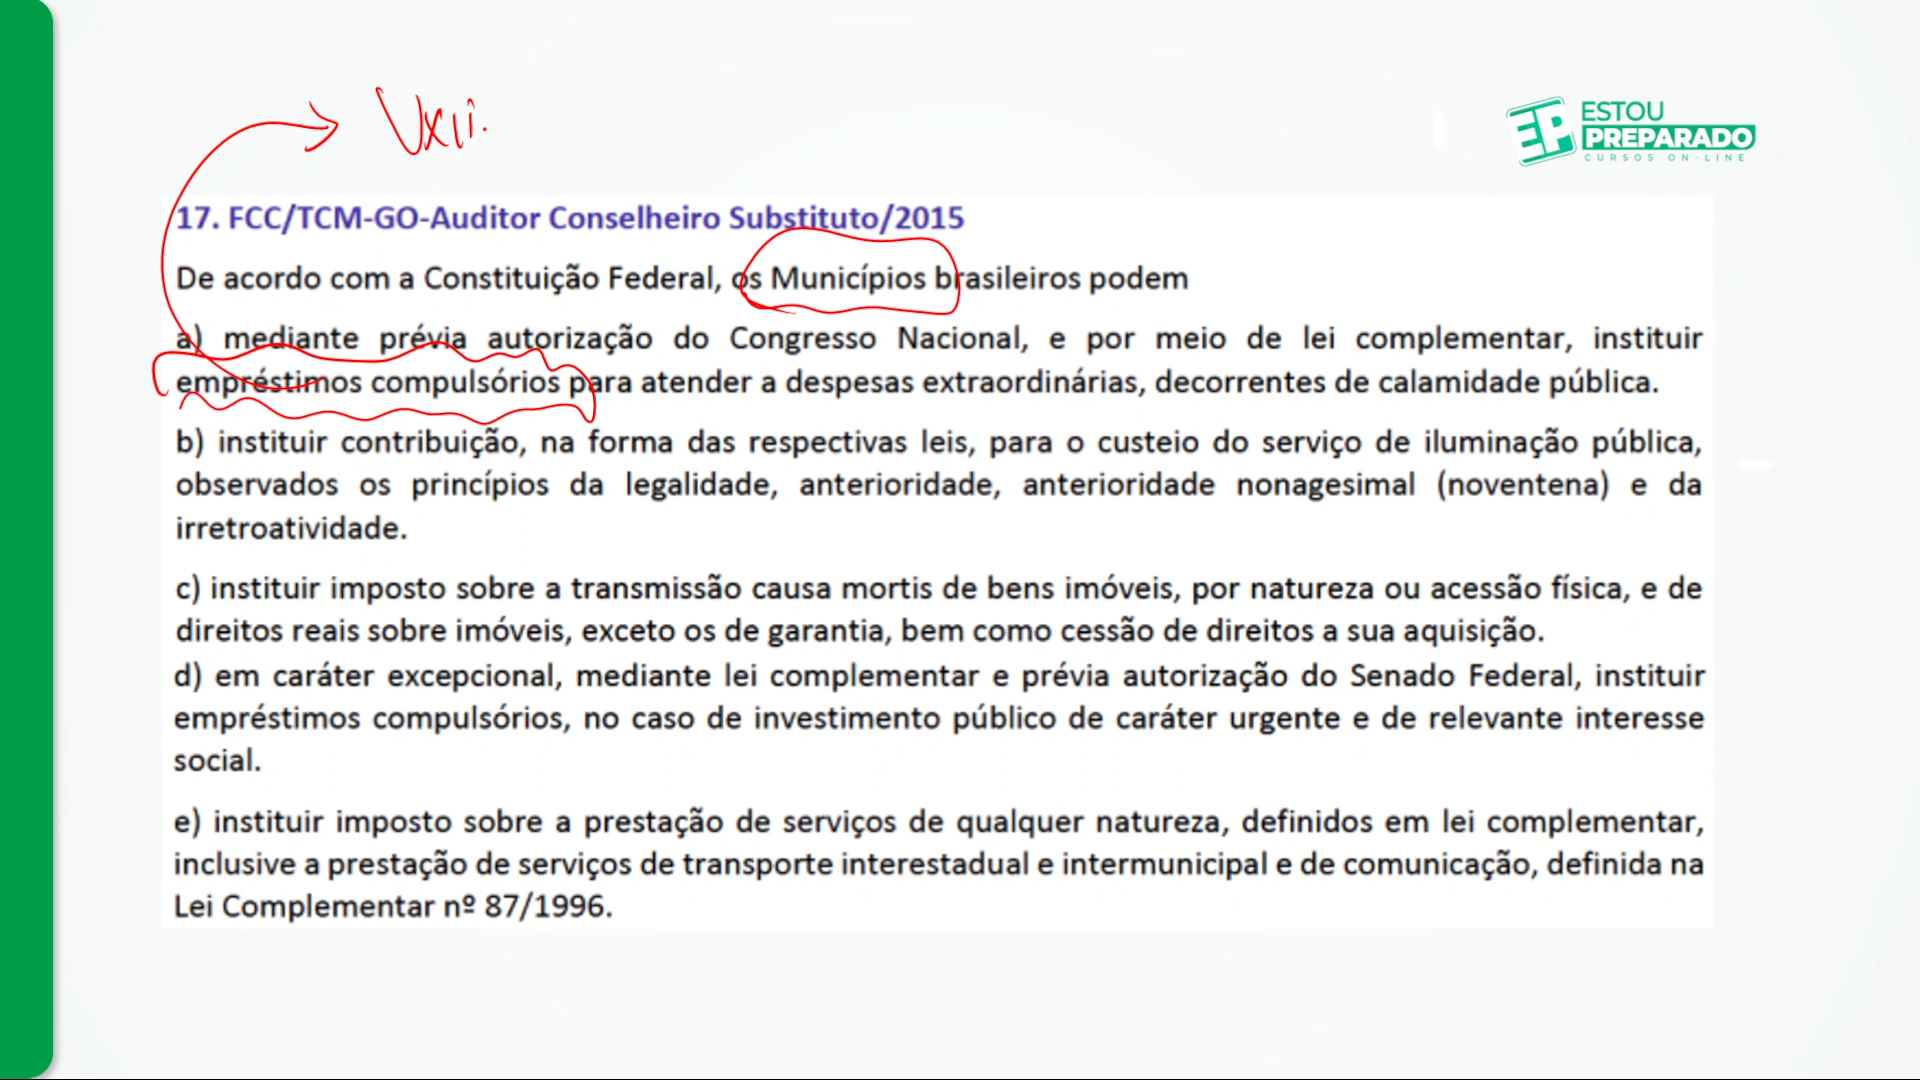 ESTOU
PREPARADO
CURSOS ON-LINE
EP
17. FCC/TCM-GO-Auditor Conselheiro Substituto/2015
De acordo com a Constituição Federal, os Municípios brasileiros podem
a) mediante prévia autorização do Congresso Nacional, e por meio de lei complementar, instituir
empréstimos compulsórios para atender a despesas extraordinárias, decorrentes de calamidade pública.
b) instituir contribuição, na forma das respectivas leis, para o custeio do serviço de iluminação pública,
observados os princípios da legalidade, anterioridade, anterioridade nonagesimal (noventena) e da
irretroatividade.
c) instituir imposto sobre a transmissão causa mortis de bens imóveis, por natureza ou acessão física, e de
direitos reais sobre imóveis, exceto os de garantia, bem como cessão de direitos a sua aquisição.
d) em caráter excepcional, mediante lei complementar e prévia autorização do Senado Federal, instituir
empréstimos compulsórios, no caso de investimento público de caráter urgente e de relevante interesse
social.
e) instituir imposto sobre a prestação de serviços de qualquer natureza, definidos em lei complementar,
inclusive a prestação de serviços de transporte interestadual e intermunicipal e de comunicação, definida na
Lei Complementar nº 87/1996.